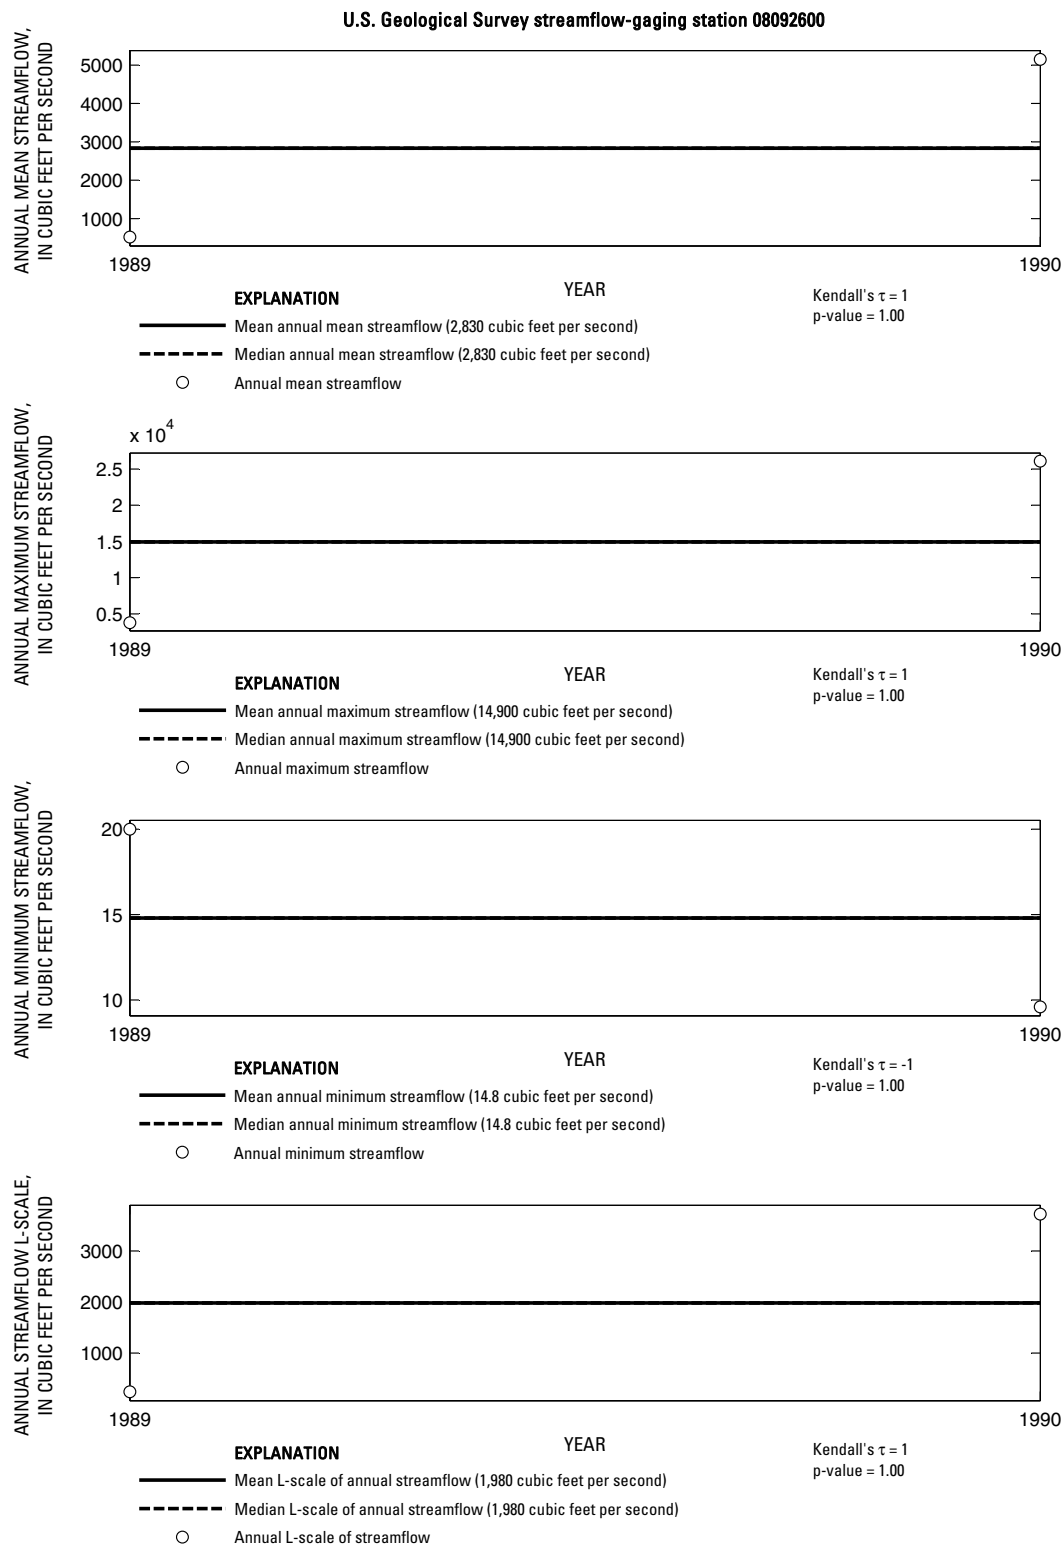 U.S. Geological Survey streamflow-gaging station 08092600
ANNUAL MEAN STREAMFLOW,
IN CUBIC FEET PER SECOND
5000
4000
3000
2000
1000
1989
1990
YEAR
EXPLANATION
Mean annual mean streamflow (2,830 cubic feet per second)
Median annual mean streamflow (2,830 cubic feet per second)
Annual mean streamflow
Kendall's τ = 1
p-value = 1.00
ANNUAL MAXIMUM STREAMFLOW,
IN CUBIC FEET PER SECOND
x 10^4
2.5
2
1.5
1
0.5
1989
1990
YEAR
EXPLANATION
Mean annual maximum streamflow (14,900 cubic feet per second)
Median annual maximum streamflow (14,900 cubic feet per second)
Annual maximum streamflow
Kendall's τ = 1
p-value = 1.00
ANNUAL MINIMUM STREAMFLOW,
IN CUBIC FEET PER SECOND
20
15
10
1989
1990
YEAR
EXPLANATION
Mean annual minimum streamflow (14.8 cubic feet per second)
Median annual minimum streamflow (14.8 cubic feet per second)
Annual minimum streamflow
Kendall's τ = -1
p-value = 1.00
ANNUAL STREAMFLOW L-SCALE,
IN CUBIC FEET PER SECOND
3000
2000
1000
1989
1990
YEAR
EXPLANATION
Mean L-scale of annual streamflow (1,980 cubic feet per second)
Median L-scale of annual streamflow (1,980 cubic feet per second)
Annual L-scale of streamflow
Kendall's τ = 1
p-value = 1.00